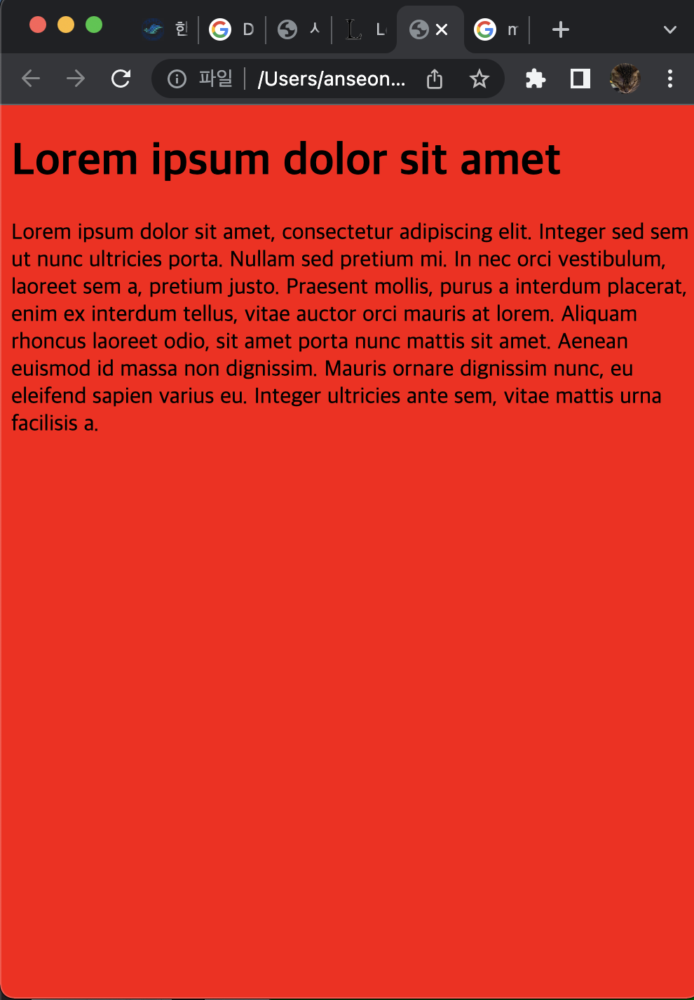 한
D
ㅅ
L
파일
/Users/anseon...
Lorem ipsum dolor sit amet
Lorem ipsum dolor sit amet, consectetur adipiscing elit. Integer sed sem
ut nunc ultricies porta. Nullam sed pretium mi. In nec orci vestibulum,
laoreet sem a, pretium justo. Praesent mollis, purus a interdum placerat,
enim ex interdum tellus, vitae auctor orci mauris at lorem. Aliquam
rhoncus laoreet odio, sit amet porta nunc mattis sit amet. Aenean
euismod id massa non dignissim. Mauris ornare dignissim nunc, eu
eleifend sapien varius eu. Integer ultricies ante sem, vitae mattis urna
facilisis a.